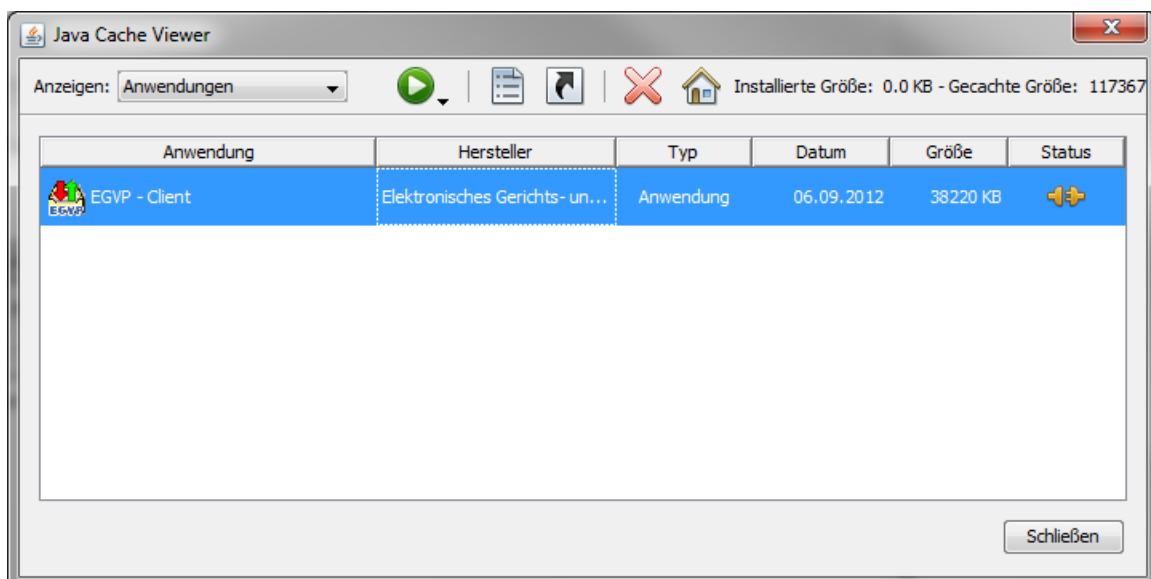 Java Cache Viewer
Anzeigen: Anwendungen
Installierte Größe: 0.0 KB - Gecachte Größe: 117367
Anwendung Hersteller Typ Datum Größe Status
EGVP EGVP - Client Elektronisches Gerichts- un... Anwendung 06.09.2012 38220 KB
Schließen